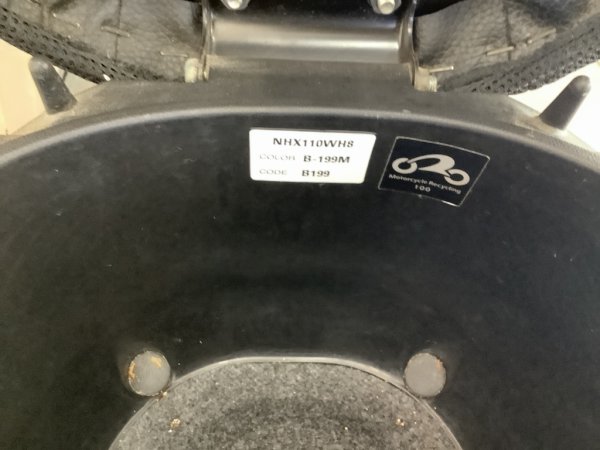 NHX110WH8
COLOR B-199M
CODE B199
Motorcycle Recycling
100